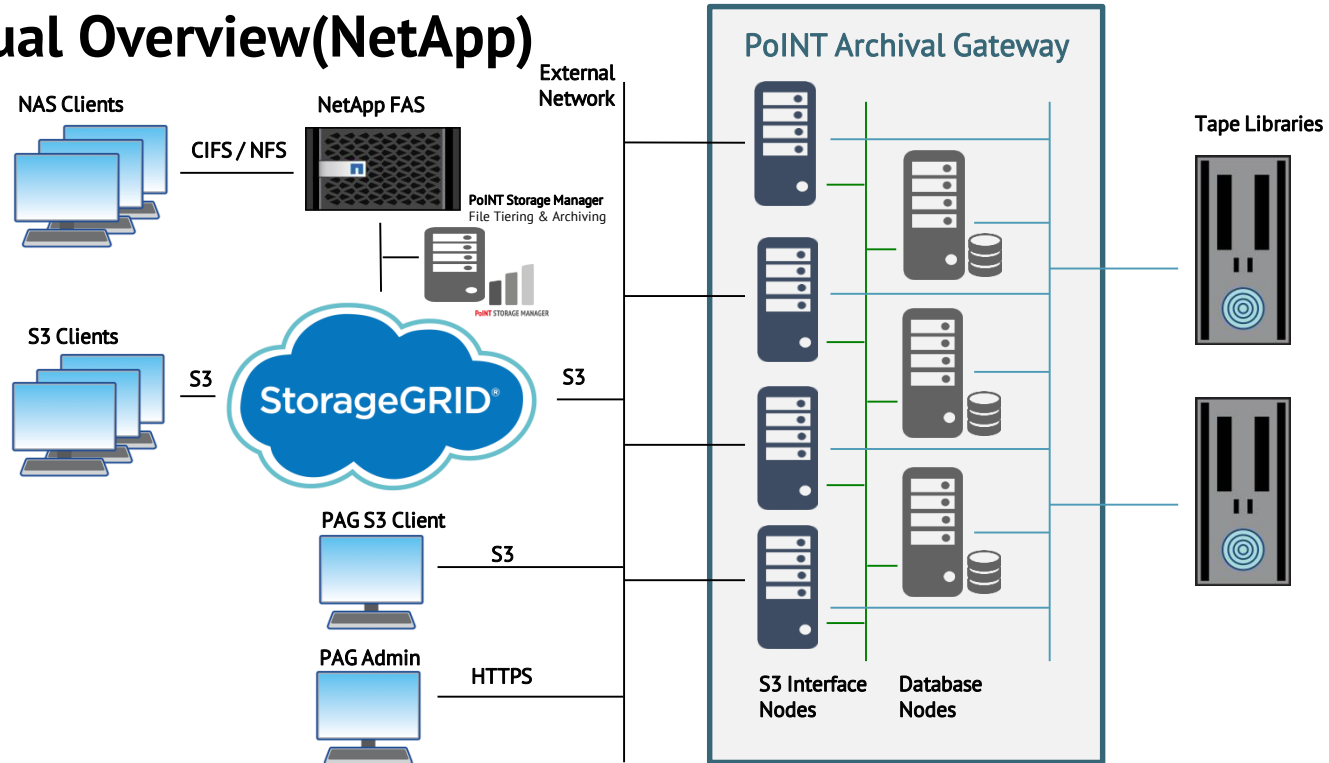 ual Overview(NetApp)
PoINT Archival Gateway
External
Network
NAS Clients
NetApp FAS
CIFS / NFS
Tape Libraries
PoINT Storage Manager
File Tiering & Archiving
PoINT STORAGE MANAGER
S3 Clients
S3
StorageGRID®
S3
PAG S3 Client
S3
PAG Admin
HTTPS
S3 Interface
Nodes
Database
Nodes